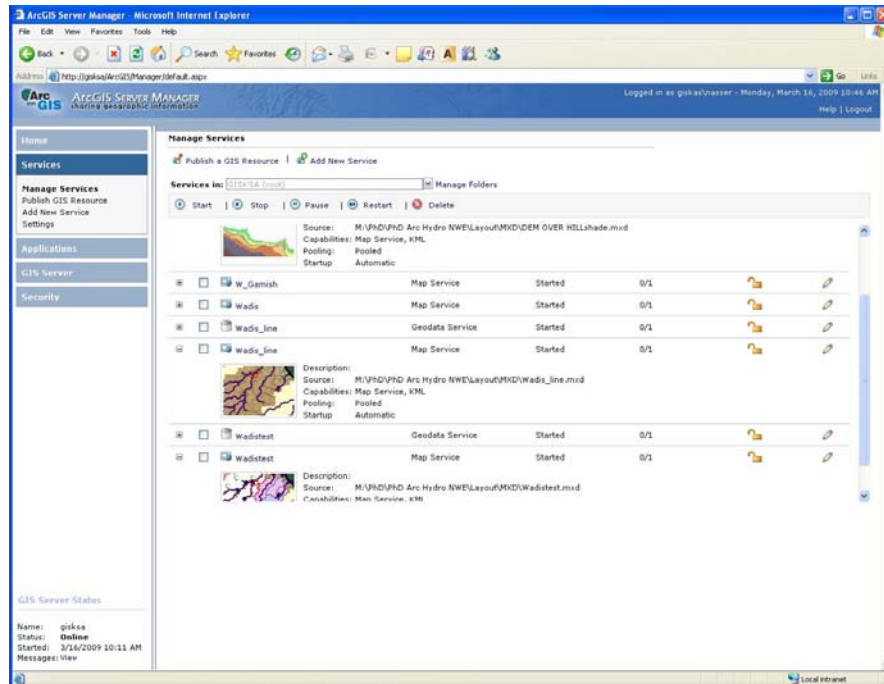 ArcGIS Server Manager - Microsoft Internet Explorer
File Edit View Favorites Tools Help
Back Search Favorites
Address http://gisksa/ArcGIS/Manager/default.aspx Go Links
ArcGIS ArcGIS Server Manager
sharing geographic information
Logged in as giskas\nasser - Monday, March 16, 2009 10:46 AM
Help | Logout
Home
Services
Manage Services
Publish GIS Resource
Add New Service
Settings
Applications
GIS Server
Security
Manage Services
Publish a GIS Resource | Add New Service
Services in: GISKSA (root) Manage Folders
Start | Stop | Pause | Restart | Delete
Source: M:\PhD\PhD Arc Hydro NWE\Layout\MXD\DEM OVER HILLshade.mxd
Capabilities: Map Service, KML
Pooling: Pooled
Startup Automatic
W_Gamish Map Service Started 0/1
Wadis Map Service Started 0/1
Wadis_line Geodata Service Started 0/1
Wadis_line Map Service Started 0/1
Description:
Source: M:\PhD\PhD Arc Hydro NWE\Layout\MXD\Wadis_line.mxd
Capabilities: Map Service, KML
Pooling: Pooled
Startup Automatic
Wadistest Geodata Service Started 0/1
Wadistest Map Service Started 0/1
Description:
Source: M:\PhD\PhD Arc Hydro NWE\Layout\MXD\Wadistest.mxd
Capabilities: Map Service, KML
GIS Server Status
Name: gisksa
Status: Online
Started: 3/16/2009 10:11 AM
Messages: View
Local intranet